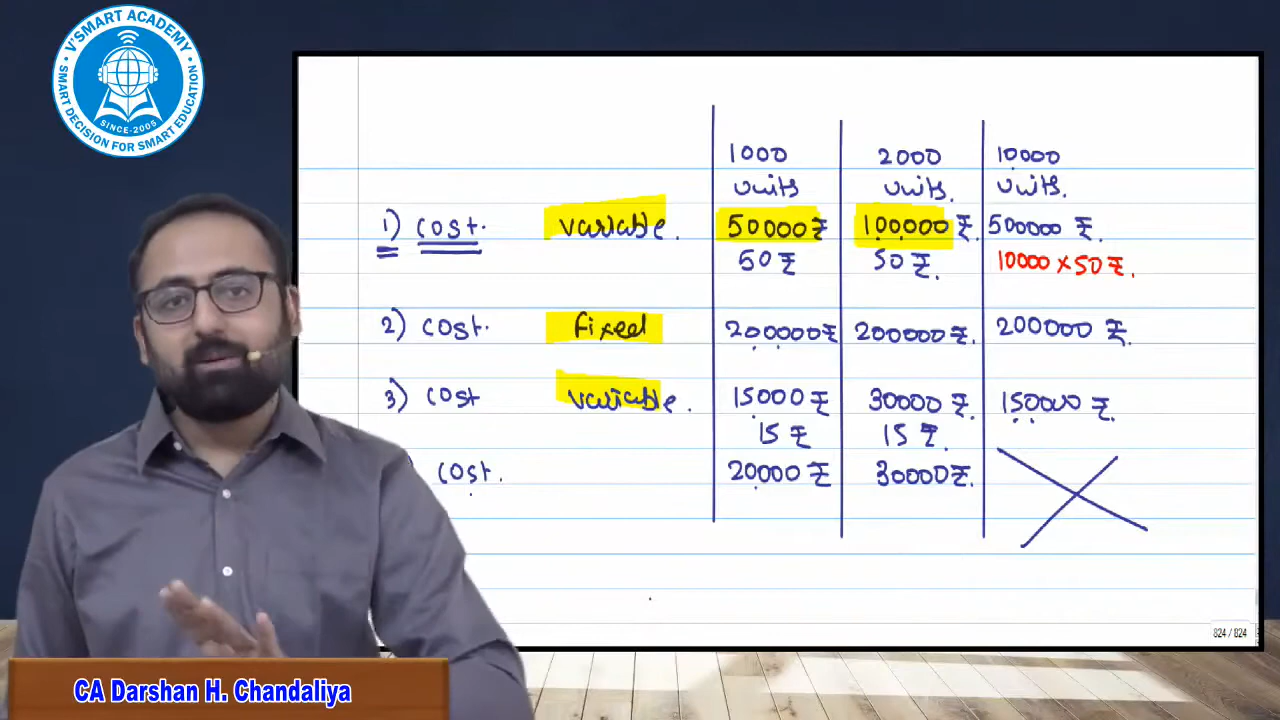 V'SMART ACADEMY
SINCE-2005
SMART DECISION FOR SMART EDUCATION
1000 2000 10000
units units. units.
1) cost. variable. 50000 ₹ 100000 ₹. 500000 ₹.
50 ₹ 50 ₹. 10000 × 50 ₹.
2) cost. fixed 200000 ₹ 200000 ₹. 200000 ₹.
3) cost variable. 15000 ₹ 30000 ₹. 150000 ₹.
15 ₹ 15 ₹.
cost. 20000 ₹ 30000 ₹.
824 / 824
CA Darshan H. Chandaliya